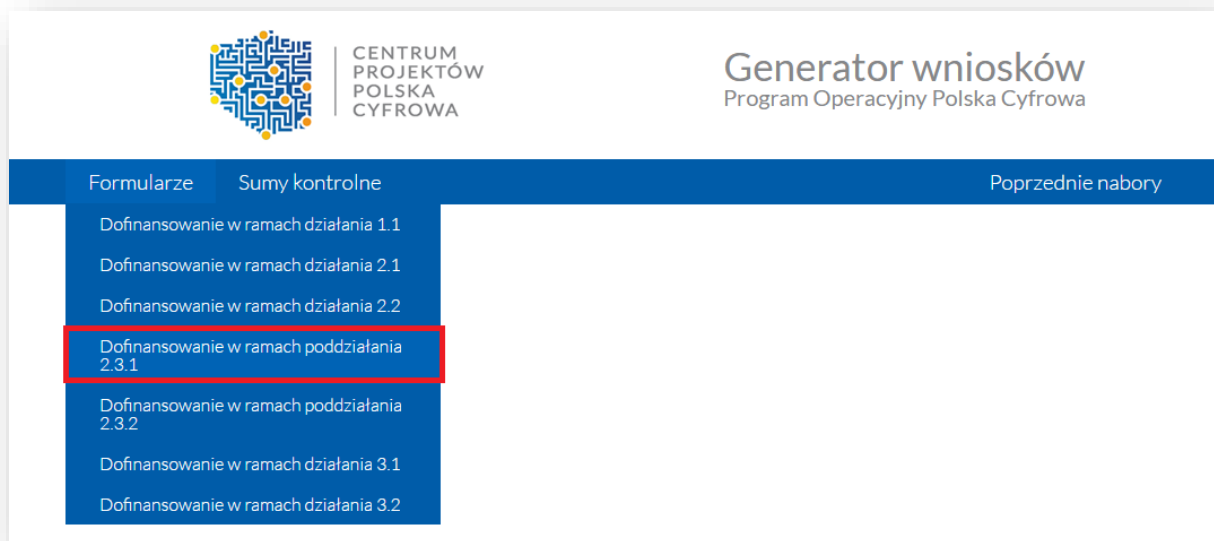 CENTRUM
PROJEKTÓW
POLSKA
CYFROWA
Generator wniosków
Program Operacyjny Polska Cyfrowa
Formularze
Sumy kontrolne
Poprzednie nabory
Dofinansowanie w ramach działania 1.1
Dofinansowanie w ramach działania 2.1
Dofinansowanie w ramach działania 2.2
Dofinansowanie w ramach poddziałania
2.3.1
Dofinansowanie w ramach poddziałania
2.3.2
Dofinansowanie w ramach działania 3.1
Dofinansowanie w ramach działania 3.2